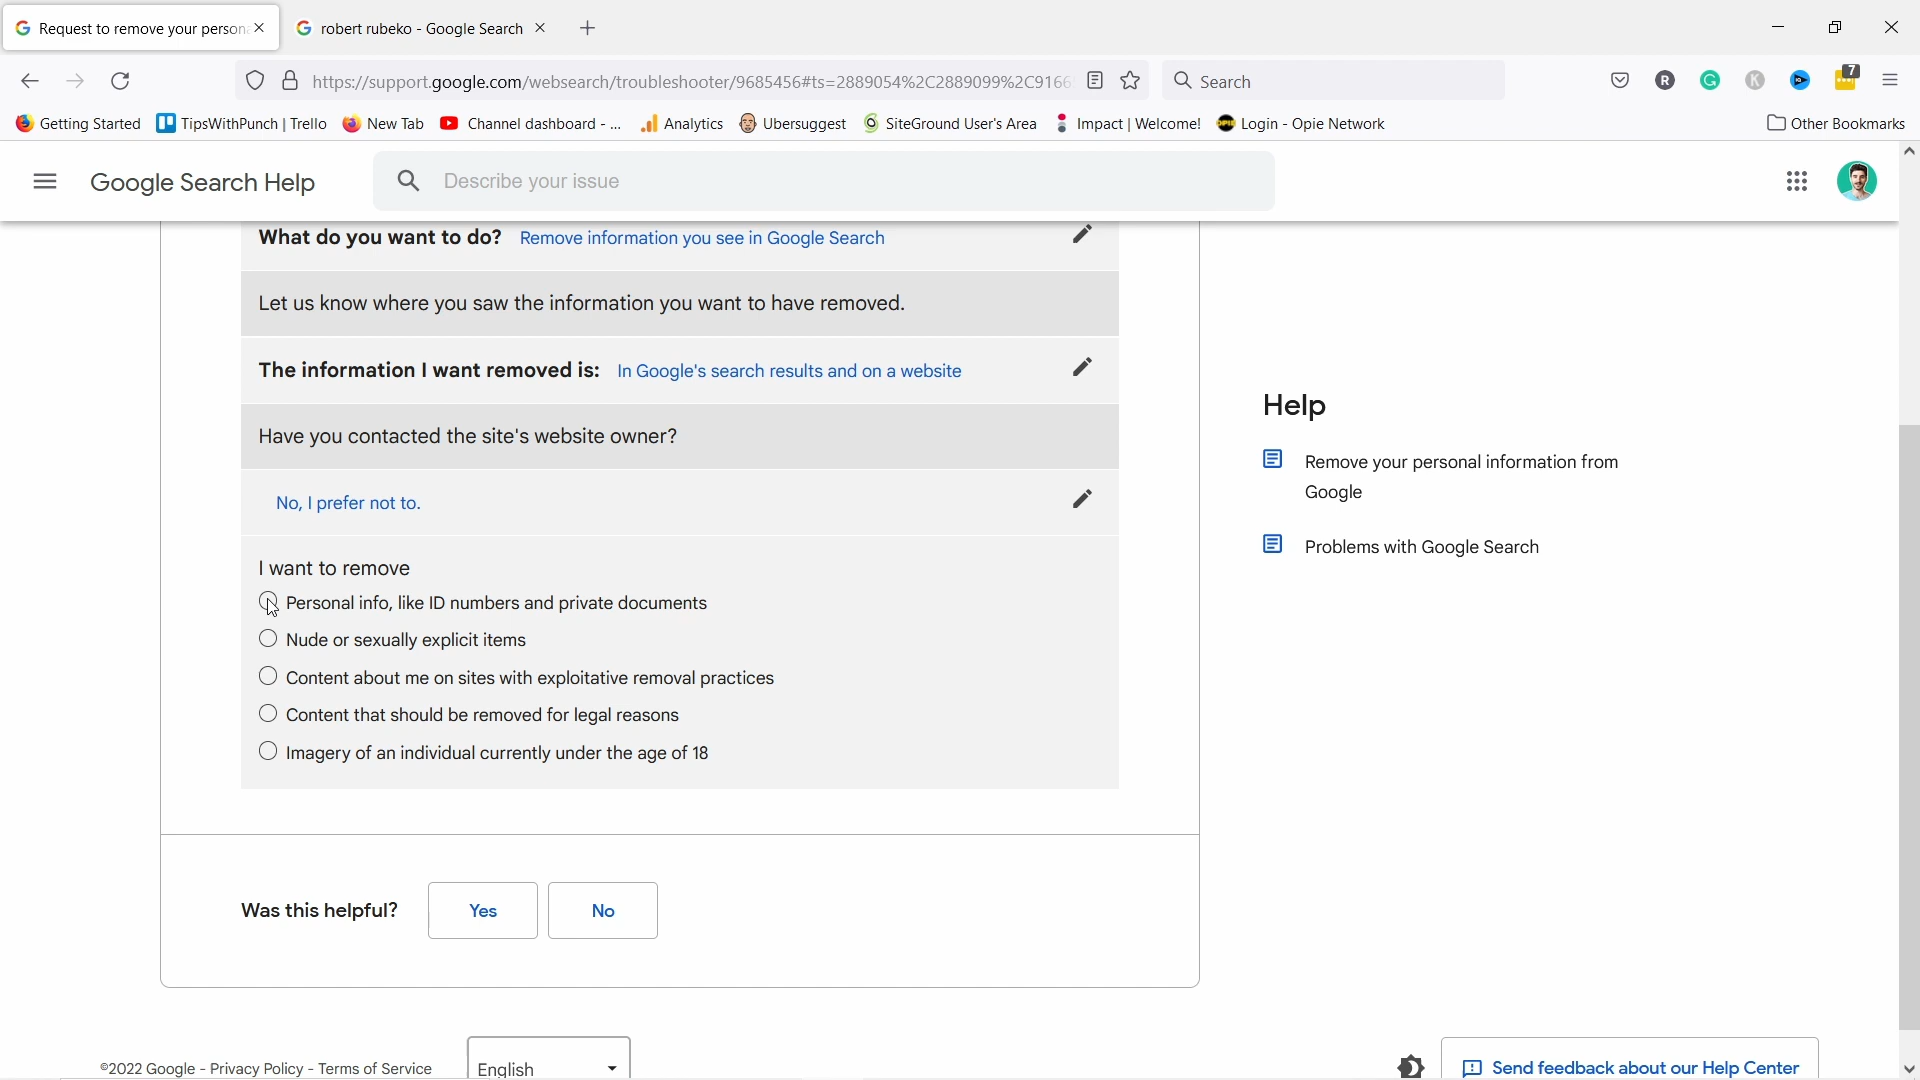 Request to remove your person
robert rubeko - Google Search
https://support.google.com/websearch/troubleshooter/9685456#ts=2889054%2C2889099%2C9166
Search
R
G
K
7
Getting Started
TipsWithPunch | Trello
New Tab
Channel dashboard - ...
Analytics
Ubersuggest
SiteGround User's Area
Impact | Welcome!
Login - Opie Network
Other Bookmarks
Google Search Help
Describe your issue
What do you want to do? Remove information you see in Google Search
Let us know where you saw the information you want to have removed.
The information I want removed is: In Google's search results and on a website
Have you contacted the site's website owner?
No, I prefer not to.
I want to remove
Personal info, like ID numbers and private documents
Nude or sexually explicit items
Content about me on sites with exploitative removal practices
Content that should be removed for legal reasons
Imagery of an individual currently under the age of 18
Help
Remove your personal information from
Google
Problems with Google Search
Was this helpful?
Yes
No
©2022 Google - Privacy Policy - Terms of Service
English
Send feedback about our Help Center